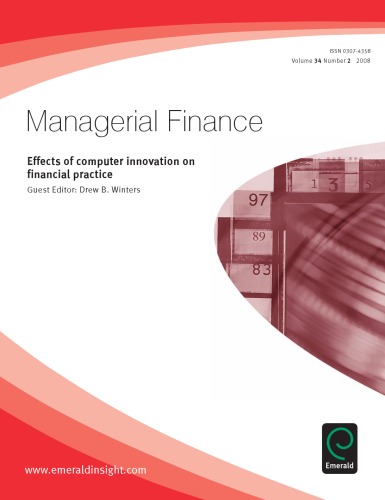 ISSN 0307-4358
Volume 34 Number 2 2008
Managerial Finance
Effects of computer innovation on
financial practice
Guest Editor: Drew B. Winters
1 3 5
97
89
83
www.emeraldinsight.com
Emerald